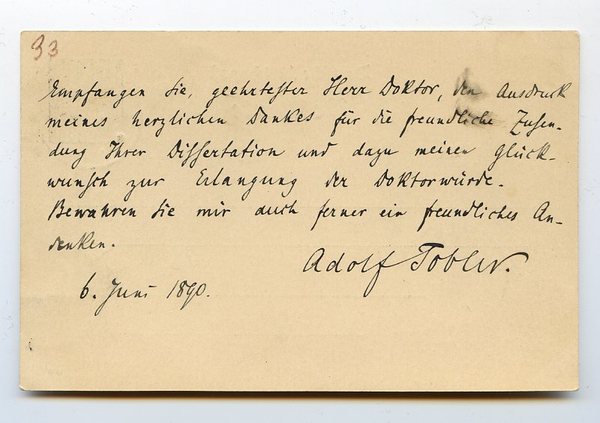 33
Empfangen Sie, geehrtester Herr Doktor, den Ausdruck
meines herzlichen Dankes für die freundliche Zusen-
dung Ihrer Dissertation und dazu meinen Glück-
wunsch zur Erlangung der Doktorwürde.
Bewahren Sie mir auch ferner ein freundliches An-
denken.
Adolf Tobler.
6. Juni 1890.